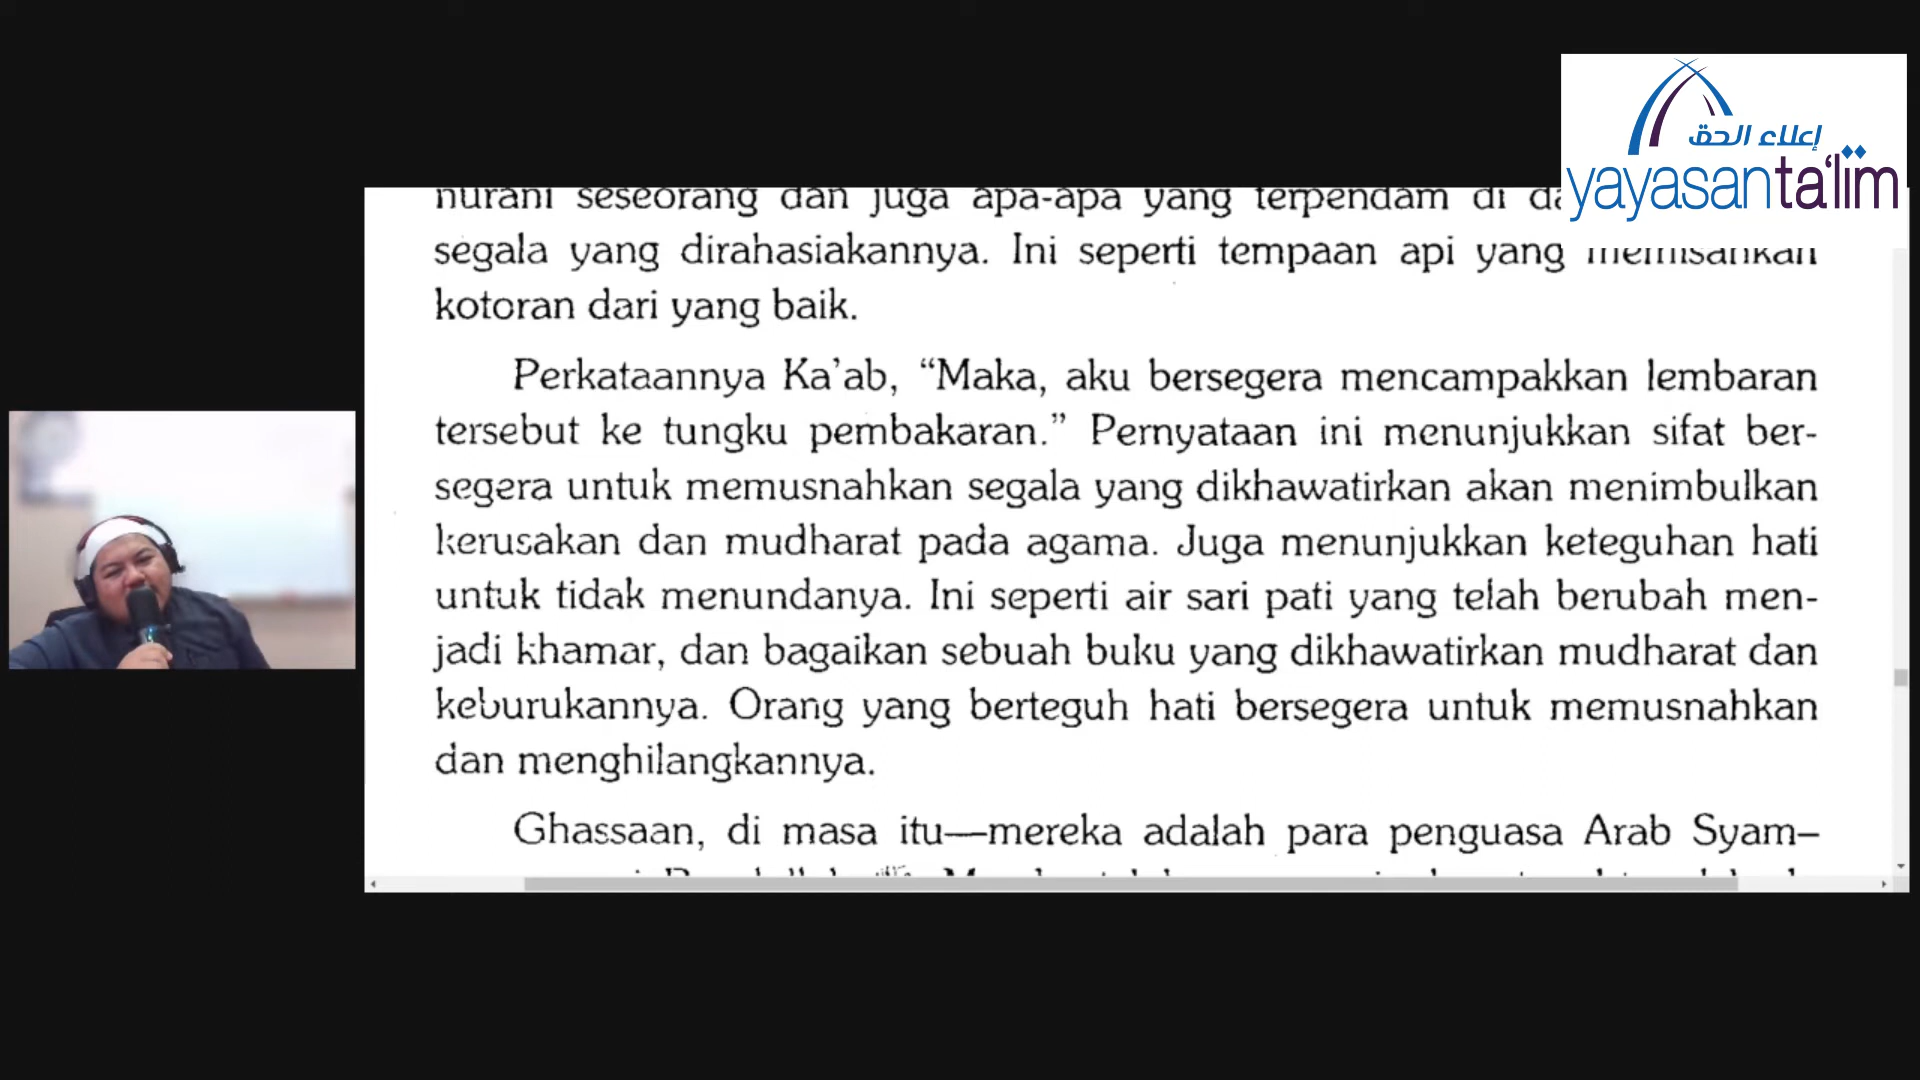 إعلاء الحق
yayasanta'lim
nurani seseorang dan juga apa-apa yang terpendam di
segala yang dirahasiakannya. Ini seperti tempaan api yang memisahkan
kotoran dari yang baik.
Perkataannya Ka'ab, “Maka, aku bersegera mencampakkan lembaran
tersebut ke tungku pembakaran.” Pernyataan ini menunjukkan sifat ber-
segera untuk memusnahkan segala yang dikhawatirkan akan menimbulkan
kerusakan dan mudharat pada agama. Juga menunjukkan keteguhan hati
untuk tidak menundanya. Ini seperti air sari pati yang telah berubah men-
jadi khamar, dan bagaikan sebuah buku yang dikhawatirkan mudharat dan
keburukannya. Orang yang berteguh hati bersegera untuk memusnahkan
dan menghilangkannya.
Ghassaan, di masa itu—mereka adalah para penguasa Arab Syam—